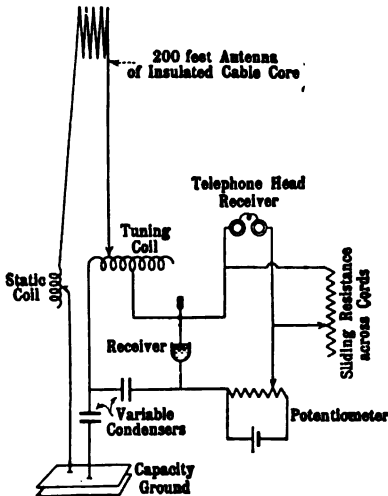 200 feet Antenna
of Insulated Cable Core
Telephone Head
Receiver
Tuning
Coil
Static
Coil
Sliding Resistance
across Cords
Receiver
Variable
Condensers
Potentiometer
Capacity
Ground